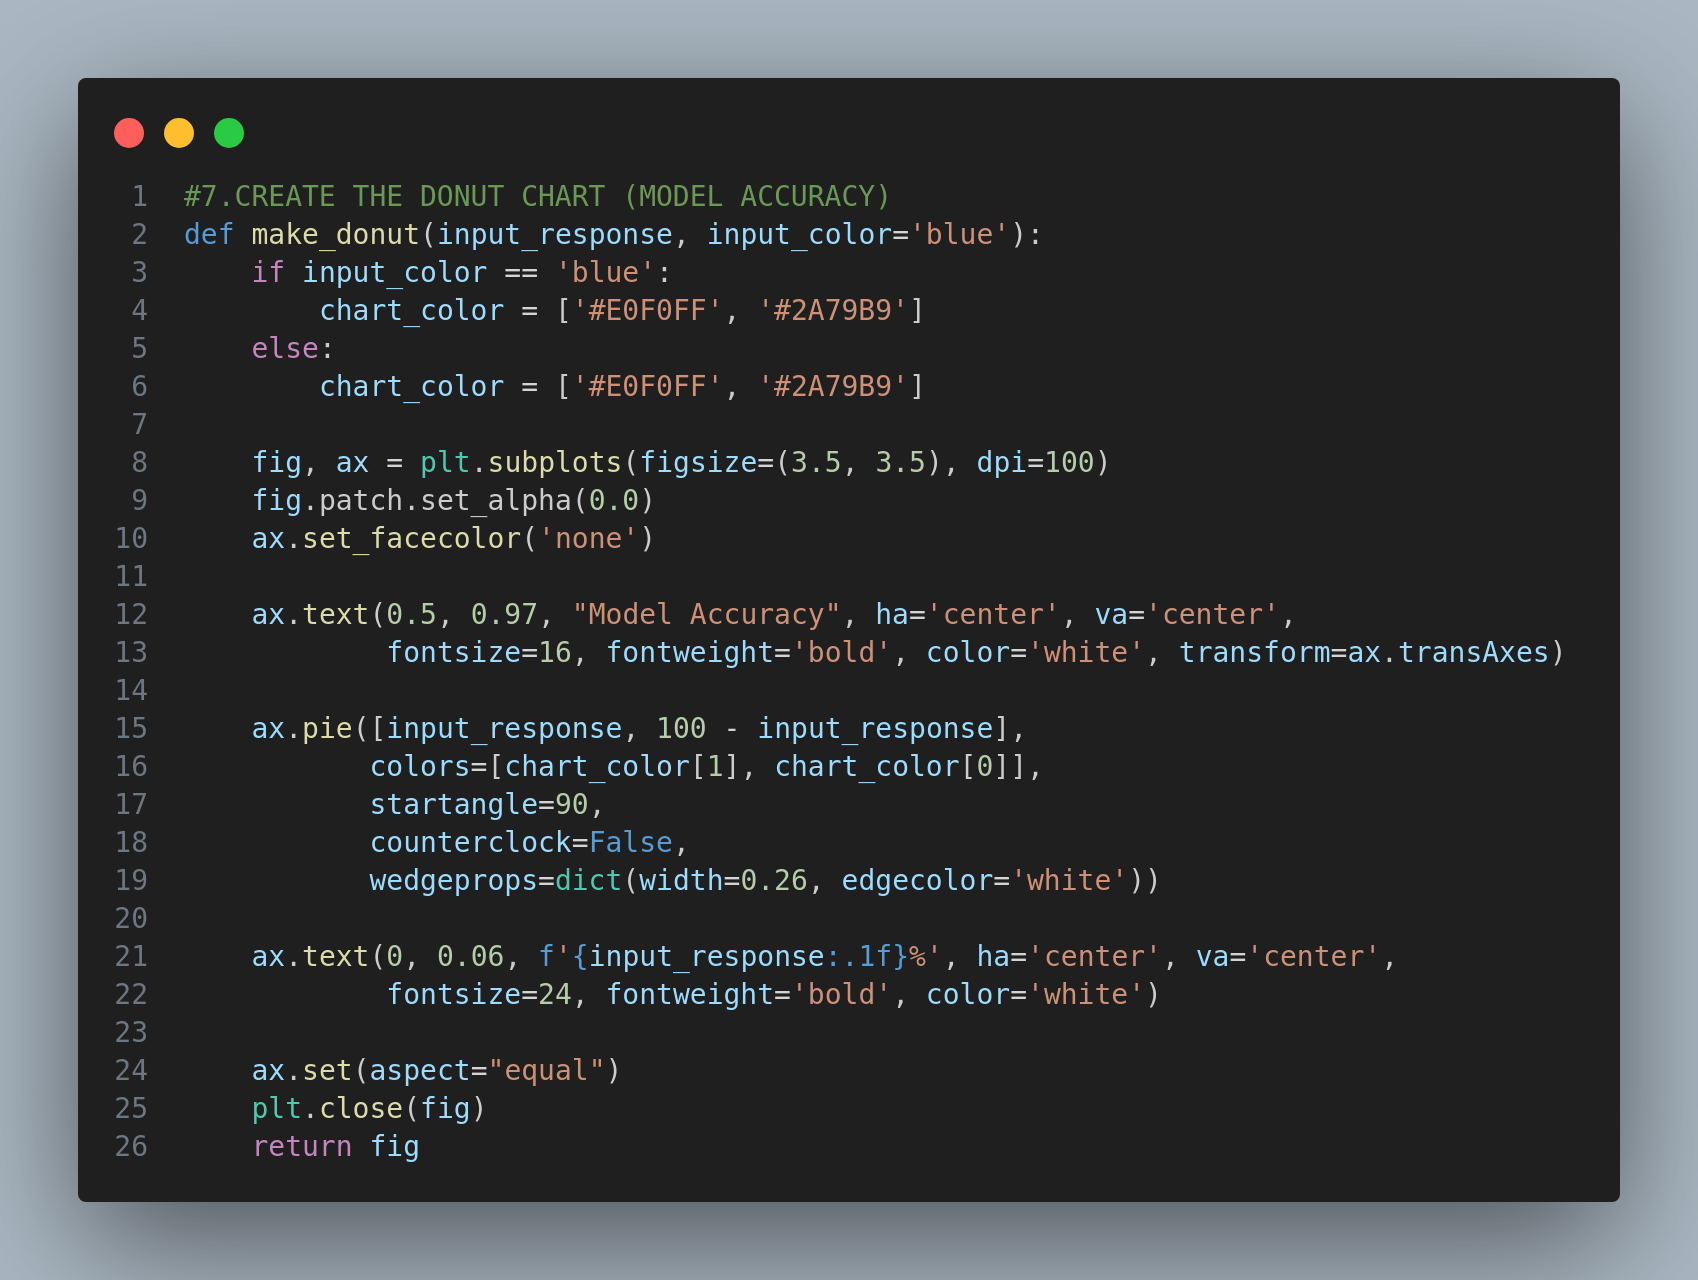 1 #7.CREATE THE DONUT CHART (MODEL ACCURACY)
2 def make_donut(input_response, input_color='blue'):
3     if input_color == 'blue':
4         chart_color = ['#E0F0FF', '#2A79B9']
5     else:
6         chart_color = ['#E0F0FF', '#2A79B9']
7
8     fig, ax = plt.subplots(figsize=(3.5, 3.5), dpi=100)
9     fig.patch.set_alpha(0.0)
10     ax.set_facecolor('none')
11
12     ax.text(0.5, 0.97, "Model Accuracy", ha='center', va='center',
13             fontsize=16, fontweight='bold', color='white', transform=ax.transAxes)
14
15     ax.pie([input_response, 100 - input_response],
16            colors=[chart_color[1], chart_color[0]],
17            startangle=90,
18            counterclock=False,
19            wedgeprops=dict(width=0.26, edgecolor='white'))
20
21     ax.text(0, 0.06, f'{input_response:.1f}%', ha='center', va='center',
22             fontsize=24, fontweight='bold', color='white')
23
24     ax.set(aspect="equal")
25     plt.close(fig)
26     return fig